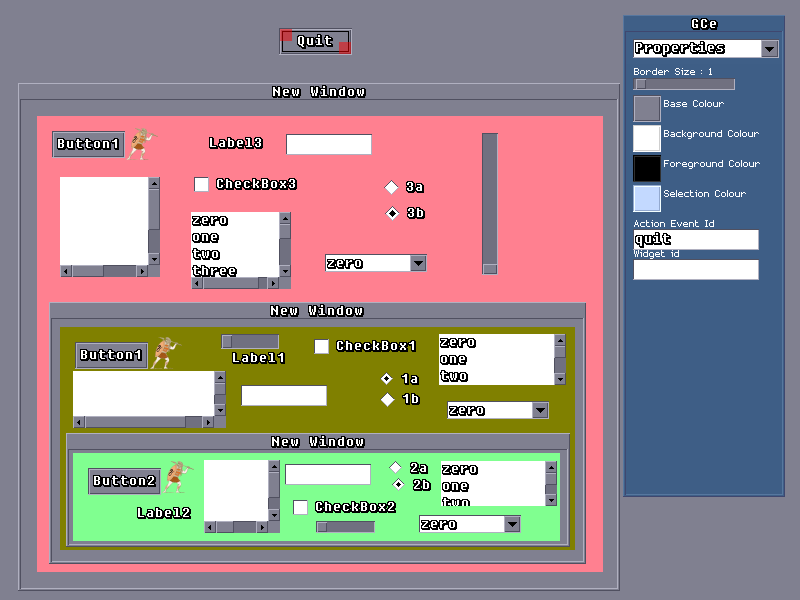 Quit
New Window
Button1
Label3
CheckBox3
3a
3b
zero
one
two
three
zero
New Window
Button1
Label1
CheckBox1
1a
1b
zero
one
two
zero
New Window
Button2
Label2
CheckBox2
2a
2b
zero
one
two
zero
GCe
Properties
Border Size : 1
Base Colour
Background Colour
Foreground Colour
Selection Colour
Action Event Id
quit
Widget id